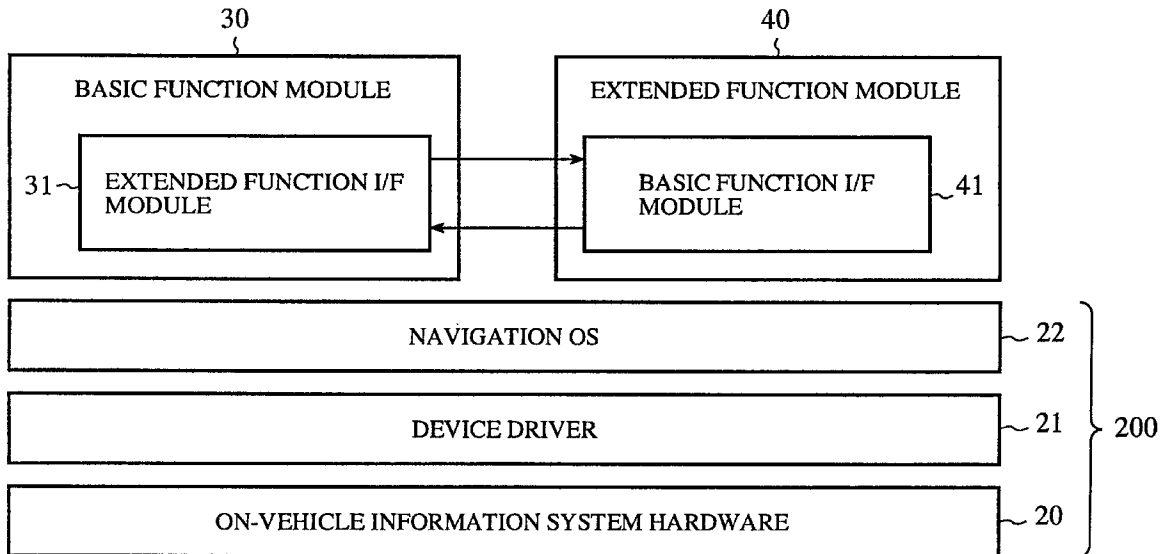 30
40
BASIC FUNCTION MODULE
EXTENDED FUNCTION MODULE
31
EXTENDED FUNCTION I/F
MODULE
BASIC FUNCTION I/F
MODULE
41
NAVIGATION OS
22
DEVICE DRIVER
21
200
ON-VEHICLE INFORMATION SYSTEM HARDWARE
20